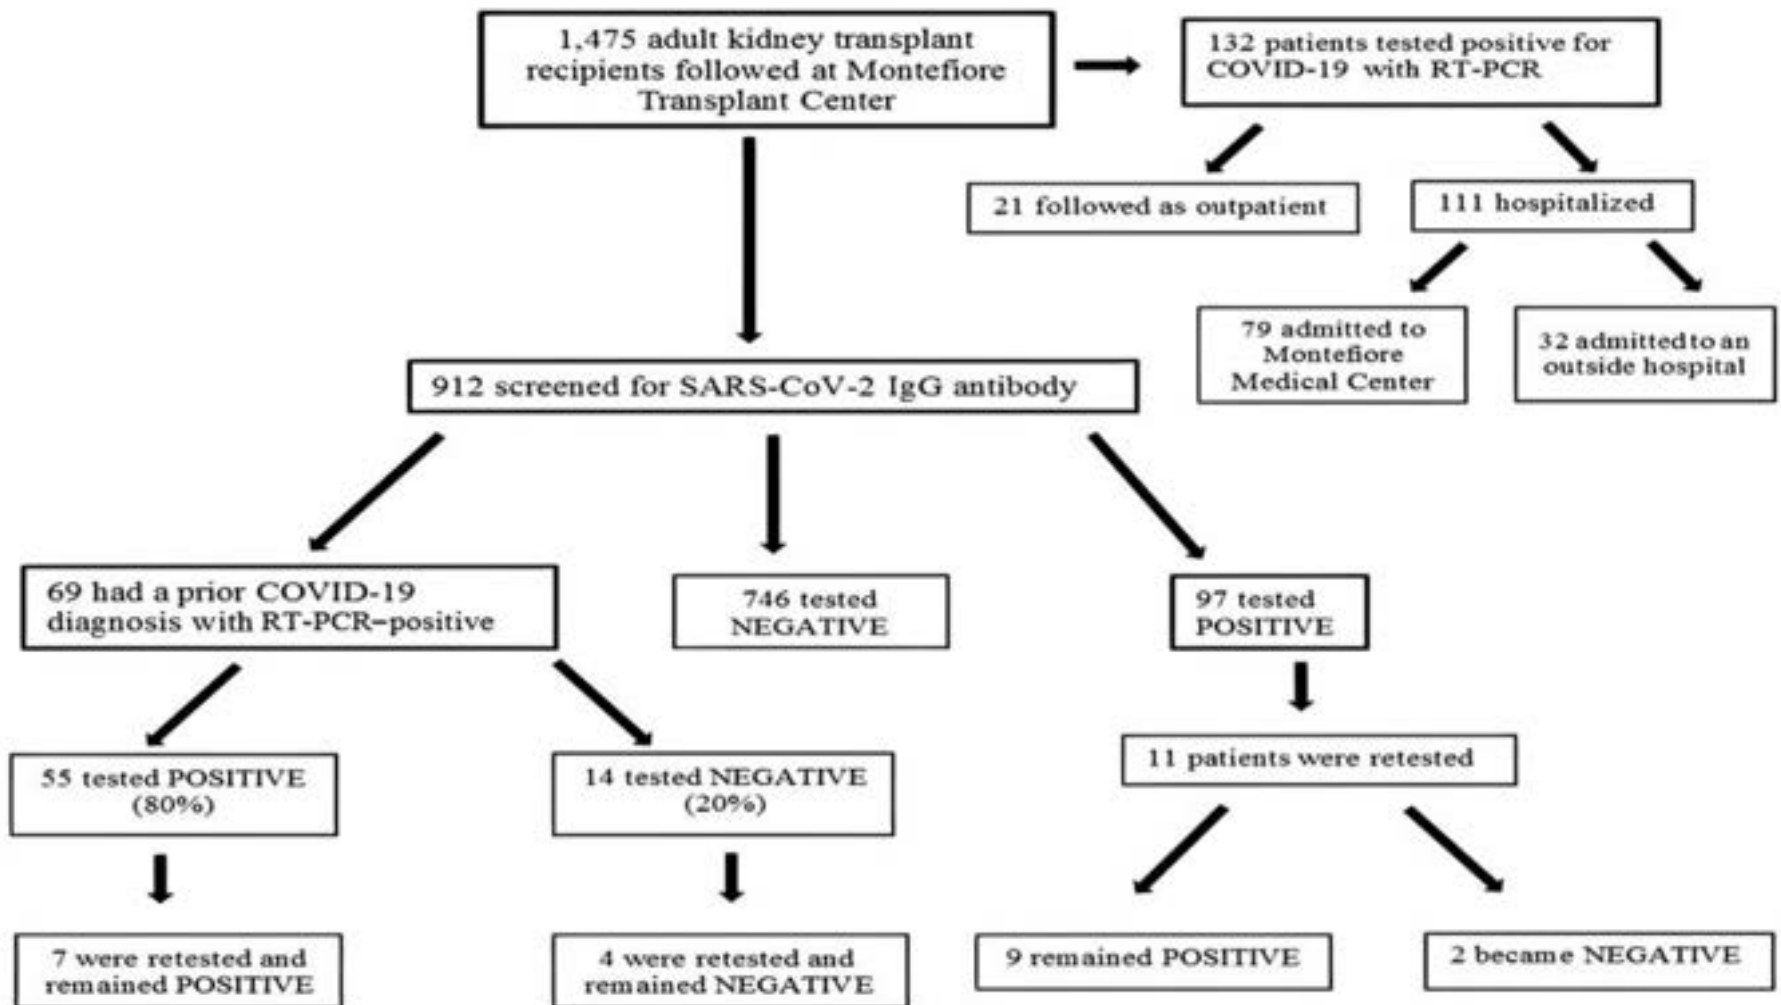 1,475 adult kidney transplant
recipients followed at Montefiore
Transplant Center
132 patients tested positive for
COVID-19 with RT-PCR
21 followed as outpatient
111 hospitalized
79 admitted to
Montefiore
Medical Center
32 admitted to an
outside hospital
912 screened for SARS-CoV-2 IgG antibody
69 had a prior COVID-19
diagnosis with RT-PCR–positive
746 tested
NEGATIVE
97 tested
POSITIVE
55 tested POSITIVE
(80%)
14 tested NEGATIVE
(20%)
11 patients were retested
7 were retested and
remained POSITIVE
4 were retested and
remained NEGATIVE
9 remained POSITIVE
2 became NEGATIVE